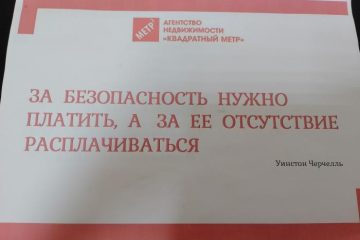 МЕТР
АГЕНТСТВО
НЕДВИЖИМОСТИ
«КВАДРАТНЫЙ МЕТР»
ЗА БЕЗОПАСНОСТЬ НУЖНО
ПЛАТИТЬ, А ЗА ЕЕ ОТСУТСТВИЕ
РАСПЛАЧИВАТЬСЯ
Уинстон Черчелль